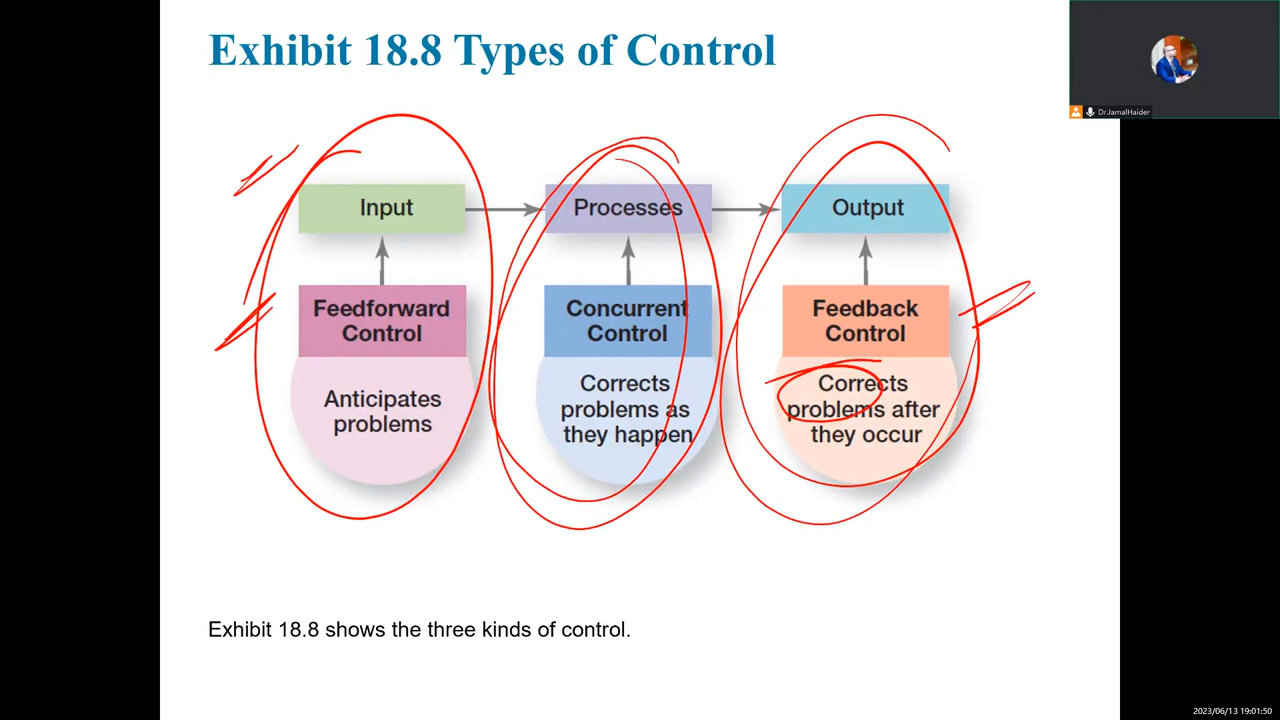 Exhibit 18.8 Types of Control
Dr.JamalHaider
Input
Processes
Output
Feedforward
Control
Concurrent
Control
Feedback
Control
Anticipates
problems
Corrects
problems as
they happen
Corrects
problems after
they occur
Exhibit 18.8 shows the three kinds of control.
2023/06/13 19:01:50